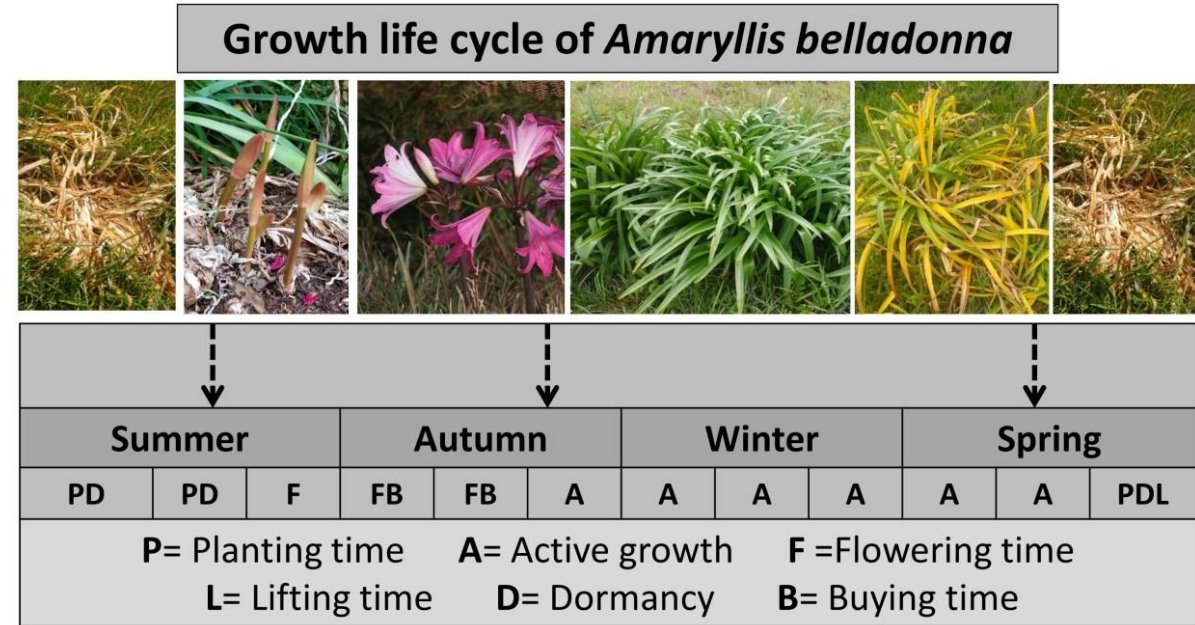 Growth life cycle of Amaryllis belladonna
Summer Autumn Winter Spring
PD PD F FB FB A A A A A A PDL
P= Planting time A= Active growth F =Flowering time
L= Lifting time D= Dormancy B= Buying time